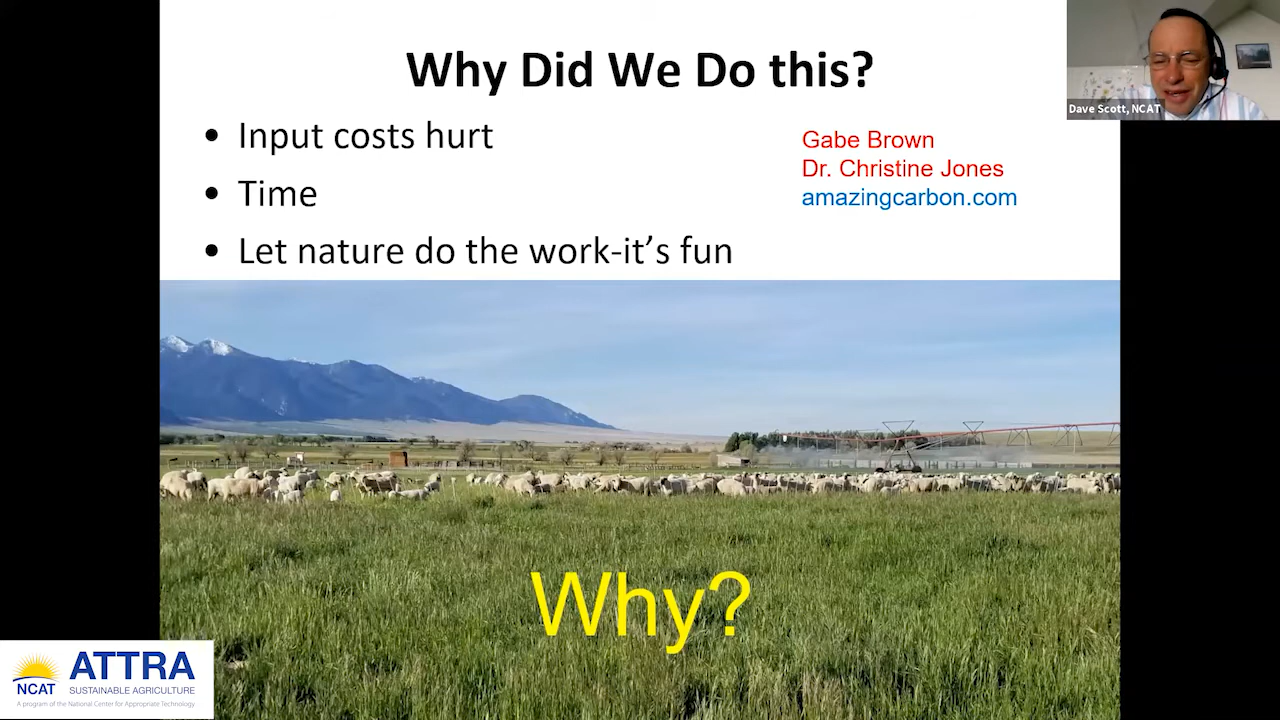 Why Did We Do this?
• Input costs hurt
• Time
• Let nature do the work-it's fun
Gabe Brown
Dr. Christine Jones
amazingcarbon.com
Dave Scott, NCAT
Why?
NCAT
ATTRA
SUSTAINABLE AGRICULTURE
A program of the National Center for Appropriate Technology